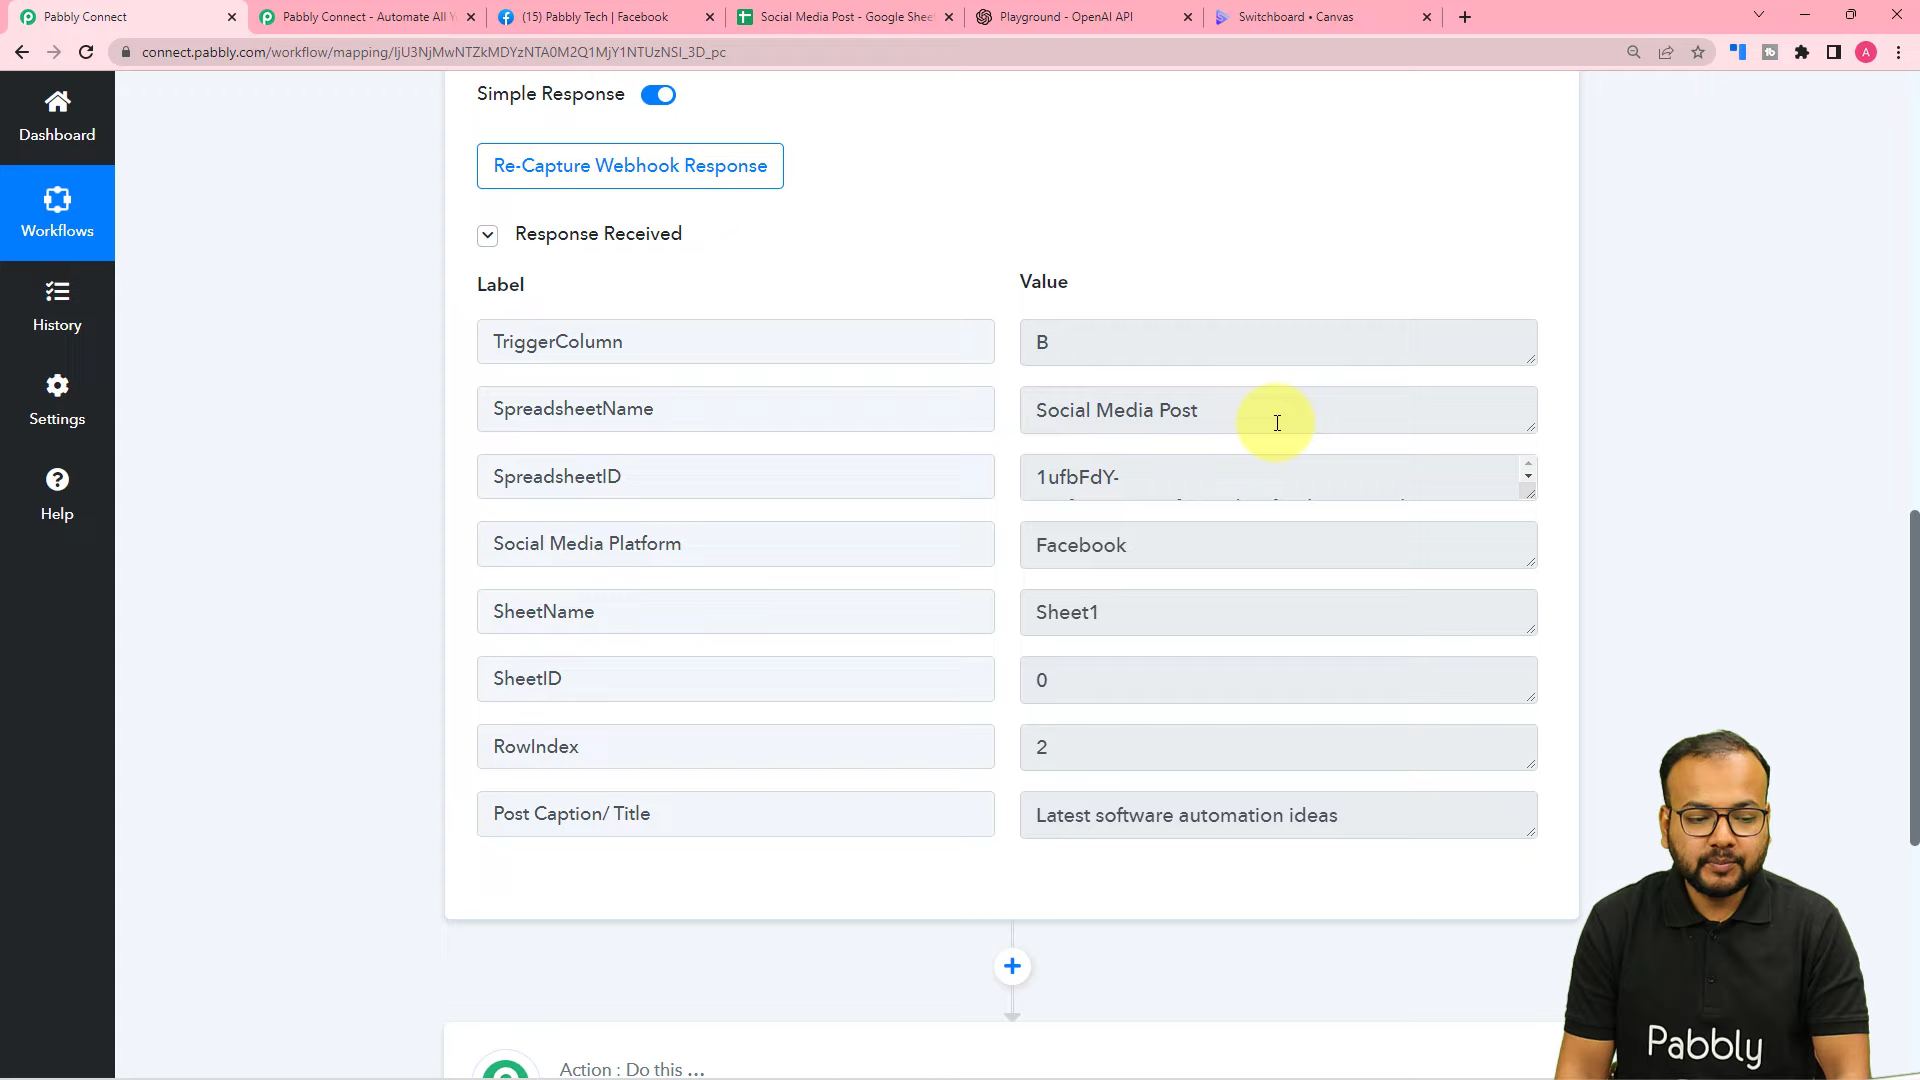 Pabbly Connect
Pabbly Connect - Automate All Y
(15) Pabbly Tech | Facebook
Social Media Post - Google Shee
Playground - OpenAI API
Switchboard • Canvas
connect.pabbly.com/workflow/mapping/IjU3NjMwNTZkMDYzNTA0M2Q1MjY1NTUzNSI_3D_pc
A
Dashboard
Workflows
History
Settings
Help
Simple Response
Re-Capture Webhook Response
Response Received
Label
Value
TriggerColumn
B
SpreadsheetName
Social Media Post
SpreadsheetID
1ufbFdY-
Social Media Platform
Facebook
SheetName
Sheet1
SheetID
0
RowIndex
2
Post Caption/ Title
Latest software automation ideas
Action : Do this ...
Pabbly